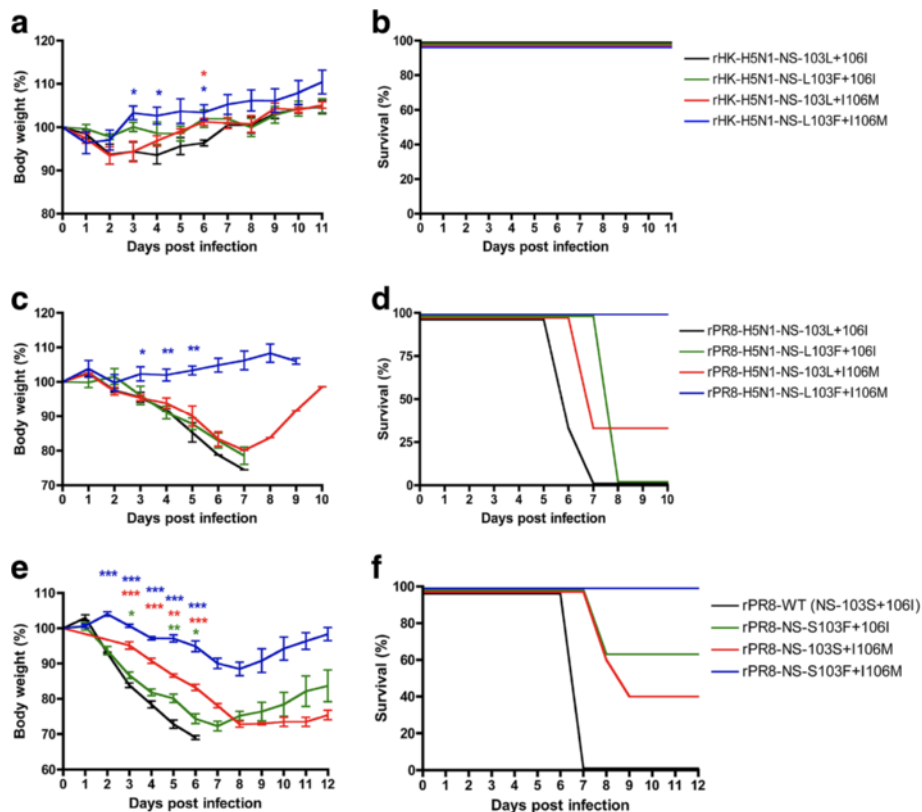 a
120
110
100
90
80
Body weight (%)
* * *
*
0 1 2 3 4 5 6 7 8 9 10 11
Days post infection
b
100
80
60
40
20
0
Survival (%)
0 1 2 3 4 5 6 7 8 9 10 11
Days post infection
rHK-H5N1-NS-103L+106I
rHK-H5N1-NS-L103F+106I
rHK-H5N1-NS-103L+I106M
rHK-H5N1-NS-L103F+I106M
c
120
110
100
90
80
70
Body weight (%)
* ** **
0 1 2 3 4 5 6 7 8 9 10
Days post infection
d
100
75
50
25
0
Survival (%)
0 1 2 3 4 5 6 7 8 9 10
Days post infection
rPR8-H5N1-NS-103L+106I
rPR8-H5N1-NS-L103F+106I
rPR8-H5N1-NS-103L+I106M
rPR8-H5N1-NS-L103F+I106M
e
110
100
90
80
70
60
Body weight (%)
*** *** *** *** ***
*** *** ** ***
* ** *
0 1 2 3 4 5 6 7 8 9 10 11 12
Days post infection
f
100
80
60
40
20
0
Survival (%)
0 1 2 3 4 5 6 7 8 9 10 11 12
Days post infection
rPR8-WT (NS-103S+106I)
rPR8-NS-S103F+106I
rPR8-NS-103S+I106M
rPR8-NS-S103F+I106M